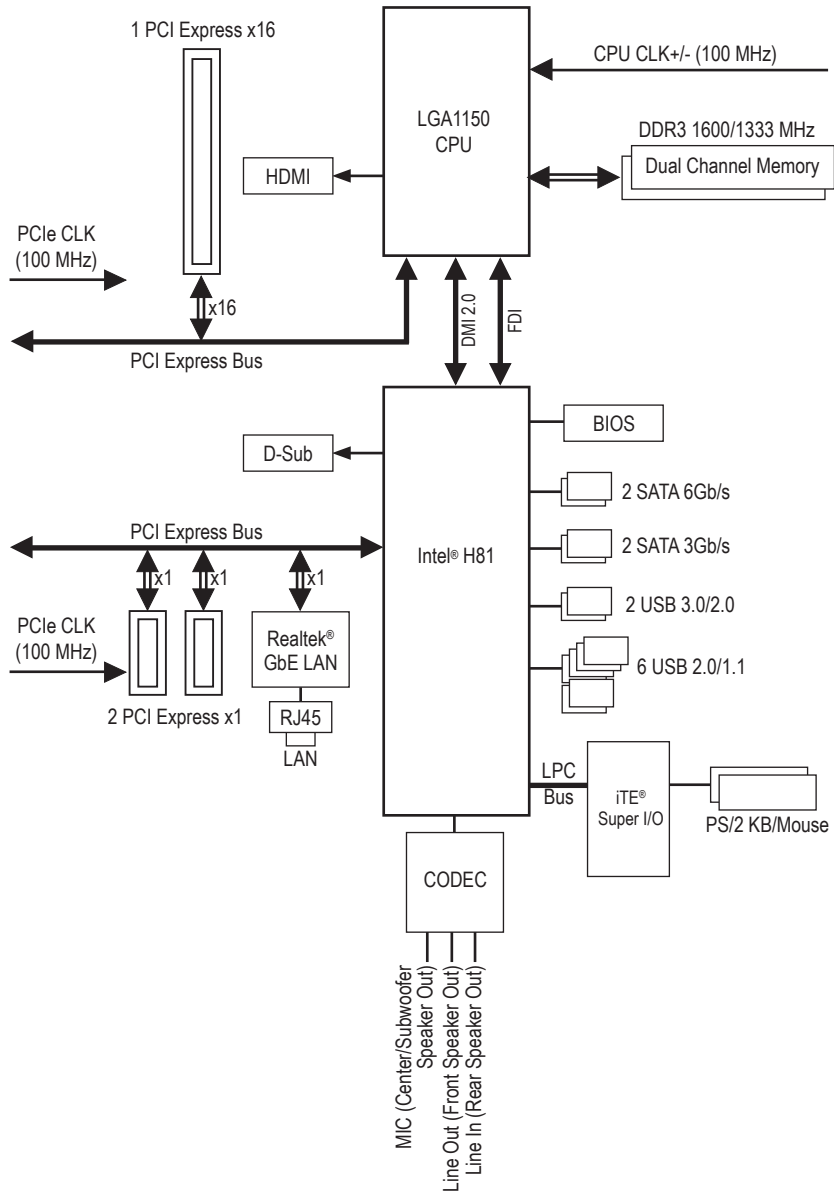 1 PCI Express x16
CPU CLK+/- (100 MHz)
LGA1150
CPU
DDR3 1600/1333 MHz
Dual Channel Memory
HDMI
PCIe CLK
(100 MHz)
x16
DMI 2.0
FDI
PCI Express Bus
BIOS
D-Sub
2 SATA 6Gb/s
PCI Express Bus
Intel® H81
2 SATA 3Gb/s
x1
x1
x1
2 USB 3.0/2.0
PCIe CLK
(100 MHz)
Realtek®
GbE LAN
6 USB 2.0/1.1
2 PCI Express x1
RJ45
LAN
LPC
Bus
iTE®
Super I/O
PS/2 KB/Mouse
CODEC
MIC (Center/Subwoofer
Speaker Out)
Line Out (Front Speaker Out)
Line In (Rear Speaker Out)